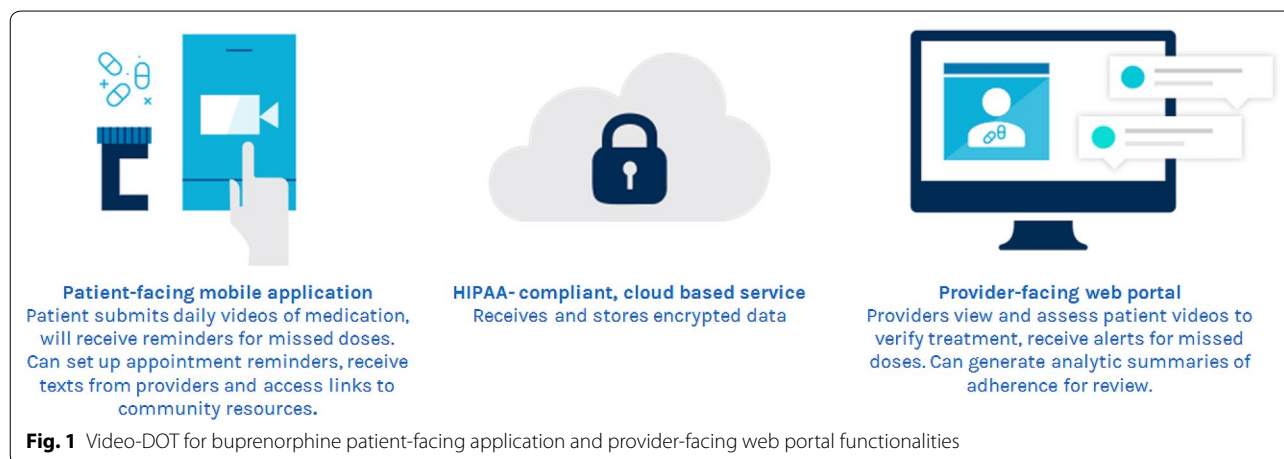 Patient-facing mobile application
Patient submits daily videos of medication,
will receive reminders for missed doses.
Can set up appointment reminders, receive
texts from providers and access links to
community resources.
HIPAA- compliant, cloud based service
Receives and stores encrypted data
Provider-facing web portal
Providers view and assess patient videos to
verify treatment, receive alerts for missed
doses. Can generate analytic summaries of
adherence for review.
Fig. 1 Video-DOT for buprenorphine patient-facing application and provider-facing web portal functionalities